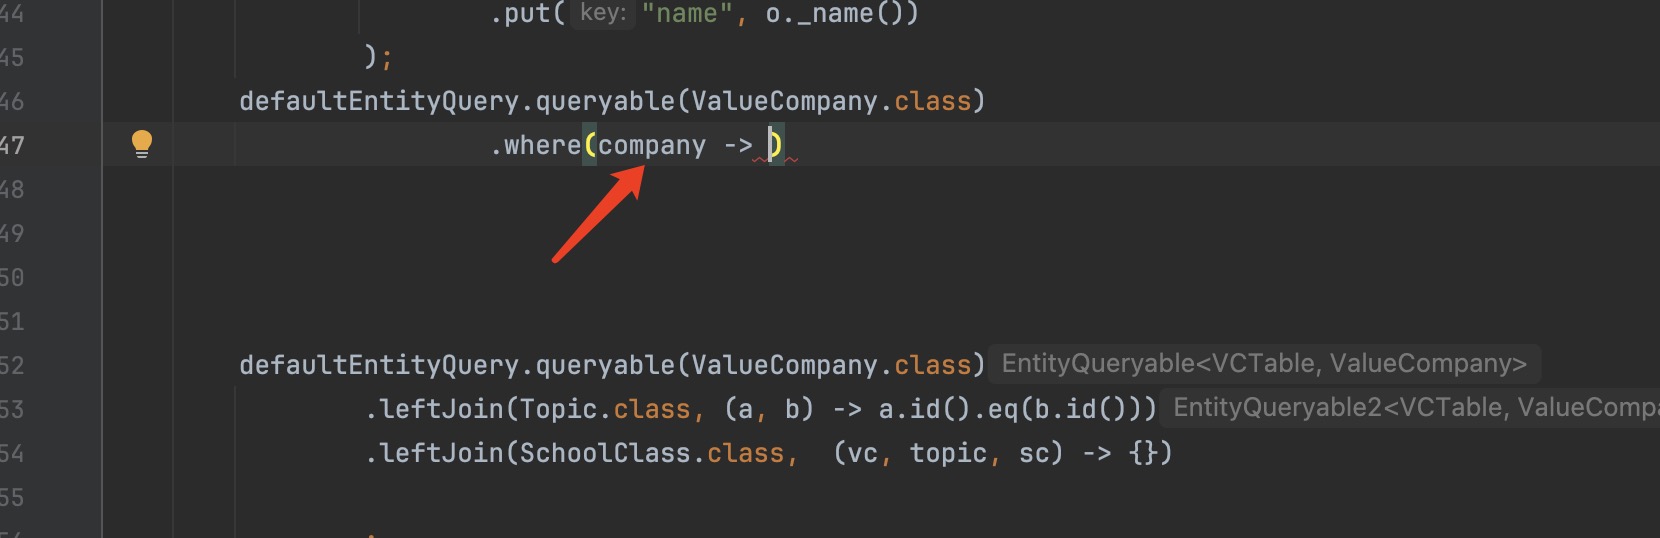 44 .put( key: "name", o._name())
45 );
46 defaultEntityQuery.queryable(ValueCompany.class)
47 .where(company -> )
48
49
50
51
52 defaultEntityQuery.queryable(ValueCompany.class) EntityQueryable<VCTable, ValueCompany>
53 .leftJoin(Topic.class, (a, b) -> a.id().eq(b.id())) EntityQueryable2<VCTable, ValueCompa
54 .leftJoin(SchoolClass.class, (vc, topic, sc) -> {})
55